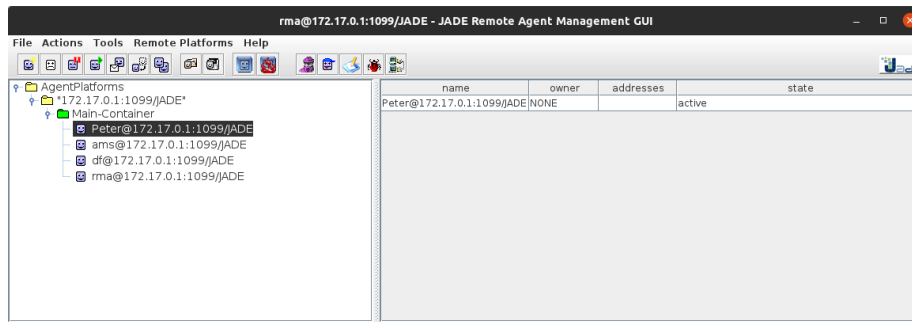 rma@172.17.0.1:1099/JADE - JADE Remote Agent Management GUI
File Actions Tools Remote Platforms Help
AgentPlatforms
"172.17.0.1:1099/JADE"
Main-Container
Peter@172.17.0.1:1099/JADE
ams@172.17.0.1:1099/JADE
df@172.17.0.1:1099/JADE
rma@172.17.0.1:1099/JADE
name owner addresses state
Peter@172.17.0.1:1099/JADE NONE active